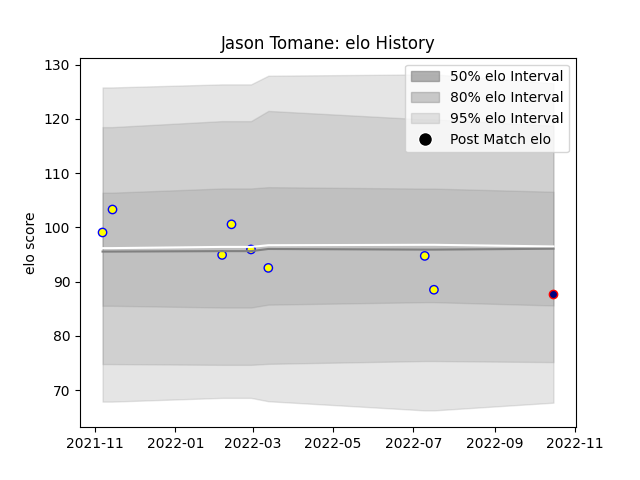 Jason Tomane: elo History
130
120
110
100
90
80
70
elo score
50% elo Interval
80% elo Interval
95% elo Interval
Post Match elo
2021-11
2022-01
2022-03
2022-05
2022-07
2022-09
2022-11